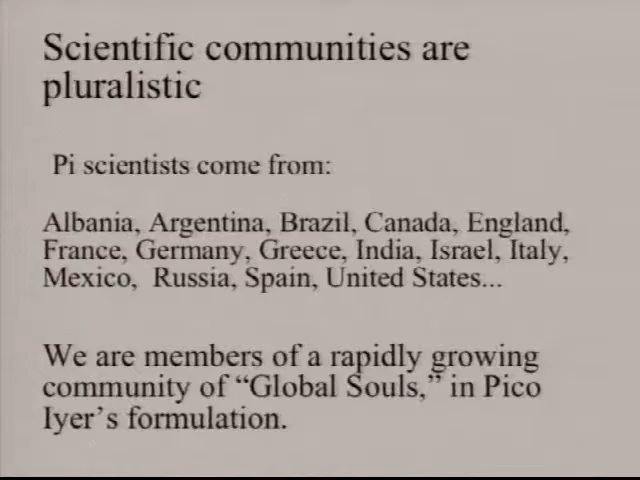 Scientific communities are
pluralistic
Pi scientists come from:
Albania, Argentina, Brazil, Canada, England,
France, Germany, Greece, India, Israel, Italy,
Mexico,  Russia, Spain, United States...
We are members of a rapidly growing
community of “Global Souls,” in Pico
Iyer’s formulation.